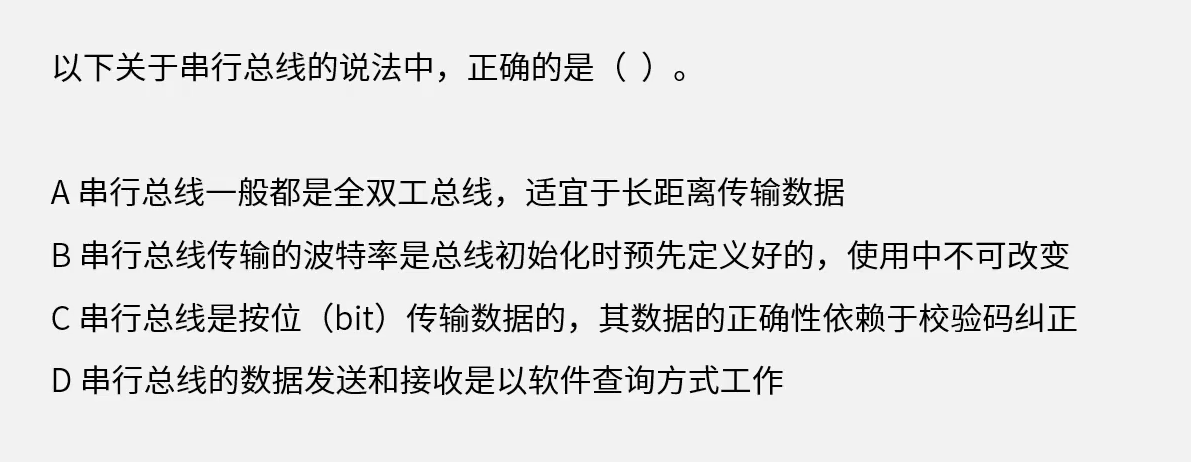 以下关于串行总线的说法中，正确的是（ ）。
A 串行总线一般都是全双工总线，适宜于长距离传输数据
B 串行总线传输的波特率是总线初始化时预先定义好的，使用中不可改变
C 串行总线是按位（bit）传输数据的，其数据的正确性依赖于校验码纠正
D 串行总线的数据发送和接收是以软件查询方式工作